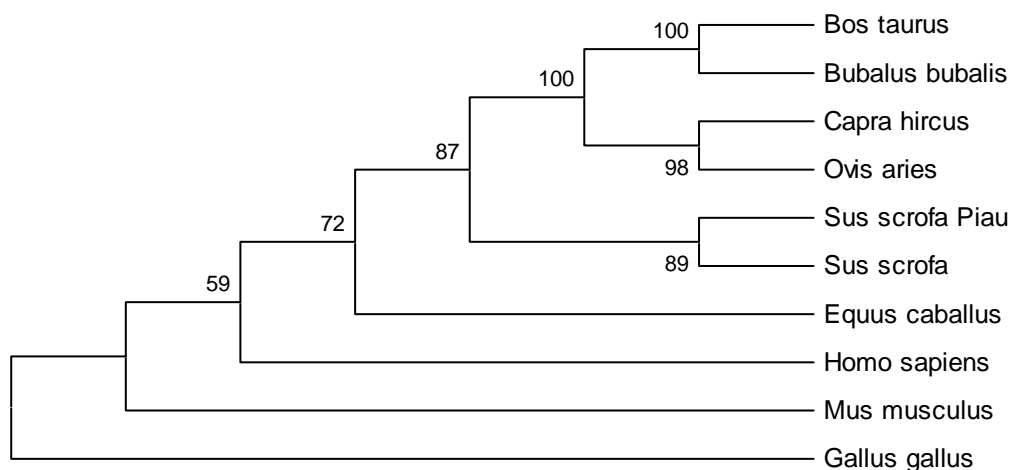 Bos taurus
100
Bubalus bubalis
100
Capra hircus
87
Ovis aries
98
Sus scrofa Piau
72
Sus scrofa
89
59
Equus caballus
Homo sapiens
Mus musculus
Gallus gallus